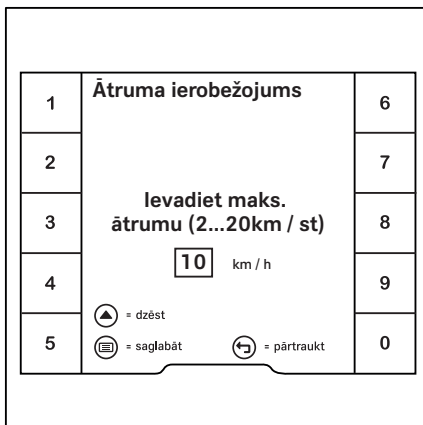 Ātruma ierobežojums
1
2
3
4
5
Ievadiet maks.
ātrumu (2...20km / st)
10 km / h
= dzēst
= saglabāt
= pārtraukt
6
7
8
9
0